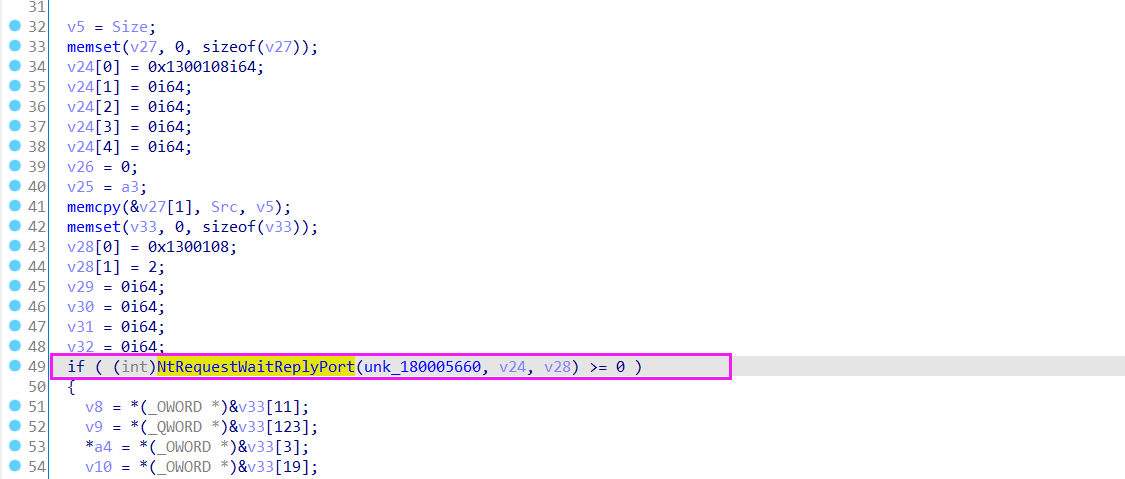 31
32 v5 = Size;
33 memset(v27, 0, sizeof(v27));
34 v24[0] = 0x1300108i64;
35 v24[1] = 0i64;
36 v24[2] = 0i64;
37 v24[3] = 0i64;
38 v24[4] = 0i64;
39 v26 = 0;
40 v25 = a3;
41 memcpy(&v27[1], Src, v5);
42 memset(v33, 0, sizeof(v33));
43 v28[0] = 0x1300108;
44 v28[1] = 2;
45 v29 = 0i64;
46 v30 = 0i64;
47 v31 = 0i64;
48 v32 = 0i64;
49 if ( (int)NtRequestWaitReplyPort(unk_180005660, v24, v28) >= 0 )
50 {
51 v8 = *(_OWORD *)&v33[11];
52 v9 = *(_QWORD *)&v33[123];
53 *a4 = *(_OWORD *)&v33[3];
54 v10 = *(_OWORD *)&v33[19];